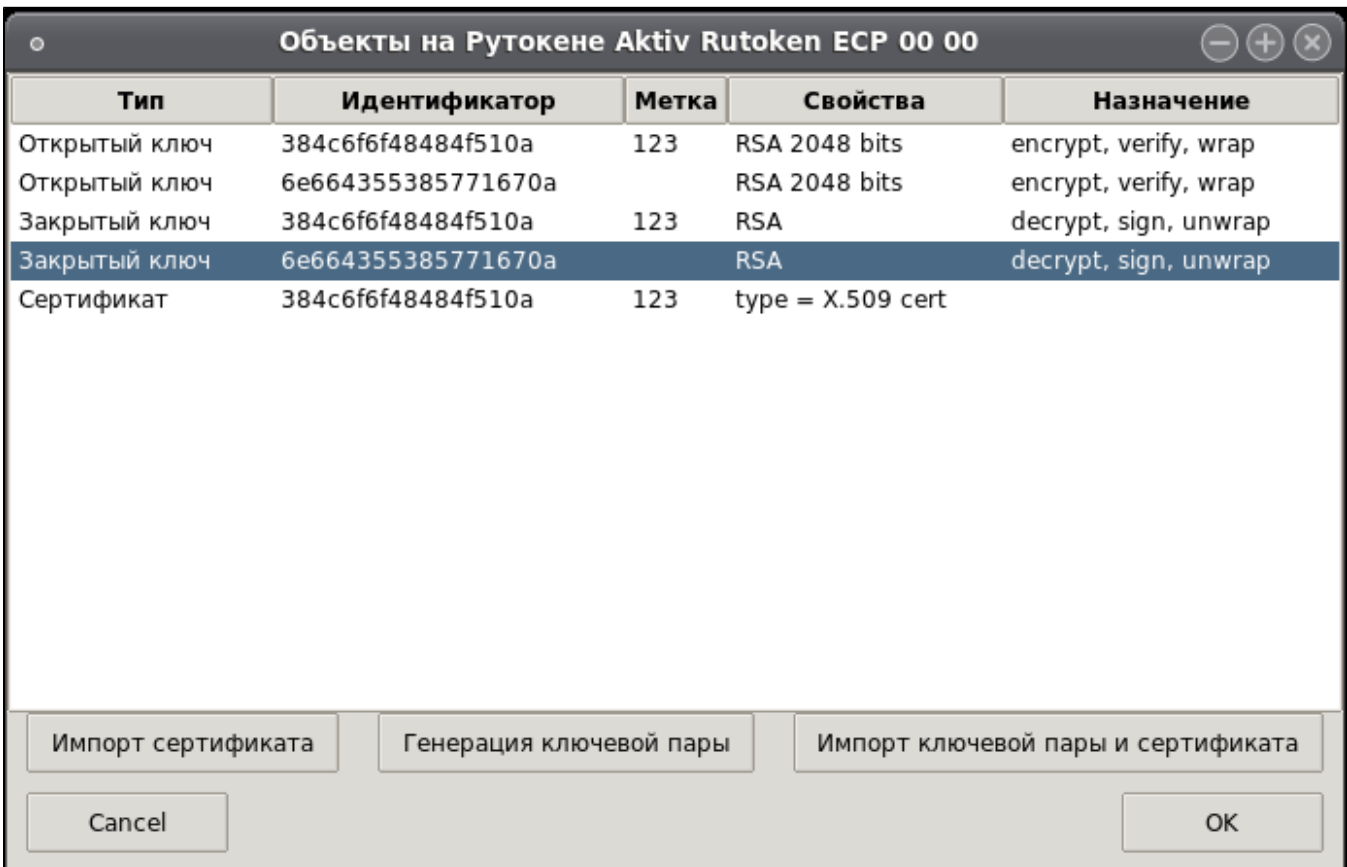 Объекты на Рутокене Aktiv Rutoken ECP 00 00
Тип Идентификатор Метка Свойства Назначение
Открытый ключ 384c6f6f48484f510a 123 RSA 2048 bits encrypt, verify, wrap
Открытый ключ 6e664355385771670a RSA 2048 bits encrypt, verify, wrap
Закрытый ключ 384c6f6f48484f510a 123 RSA decrypt, sign, unwrap
Закрытый ключ 6e664355385771670a RSA decrypt, sign, unwrap
Сертификат 384c6f6f48484f510a 123 type = X.509 cert
Импорт сертификата Генерация ключевой пары Импорт ключевой пары и сертификата
Cancel OK